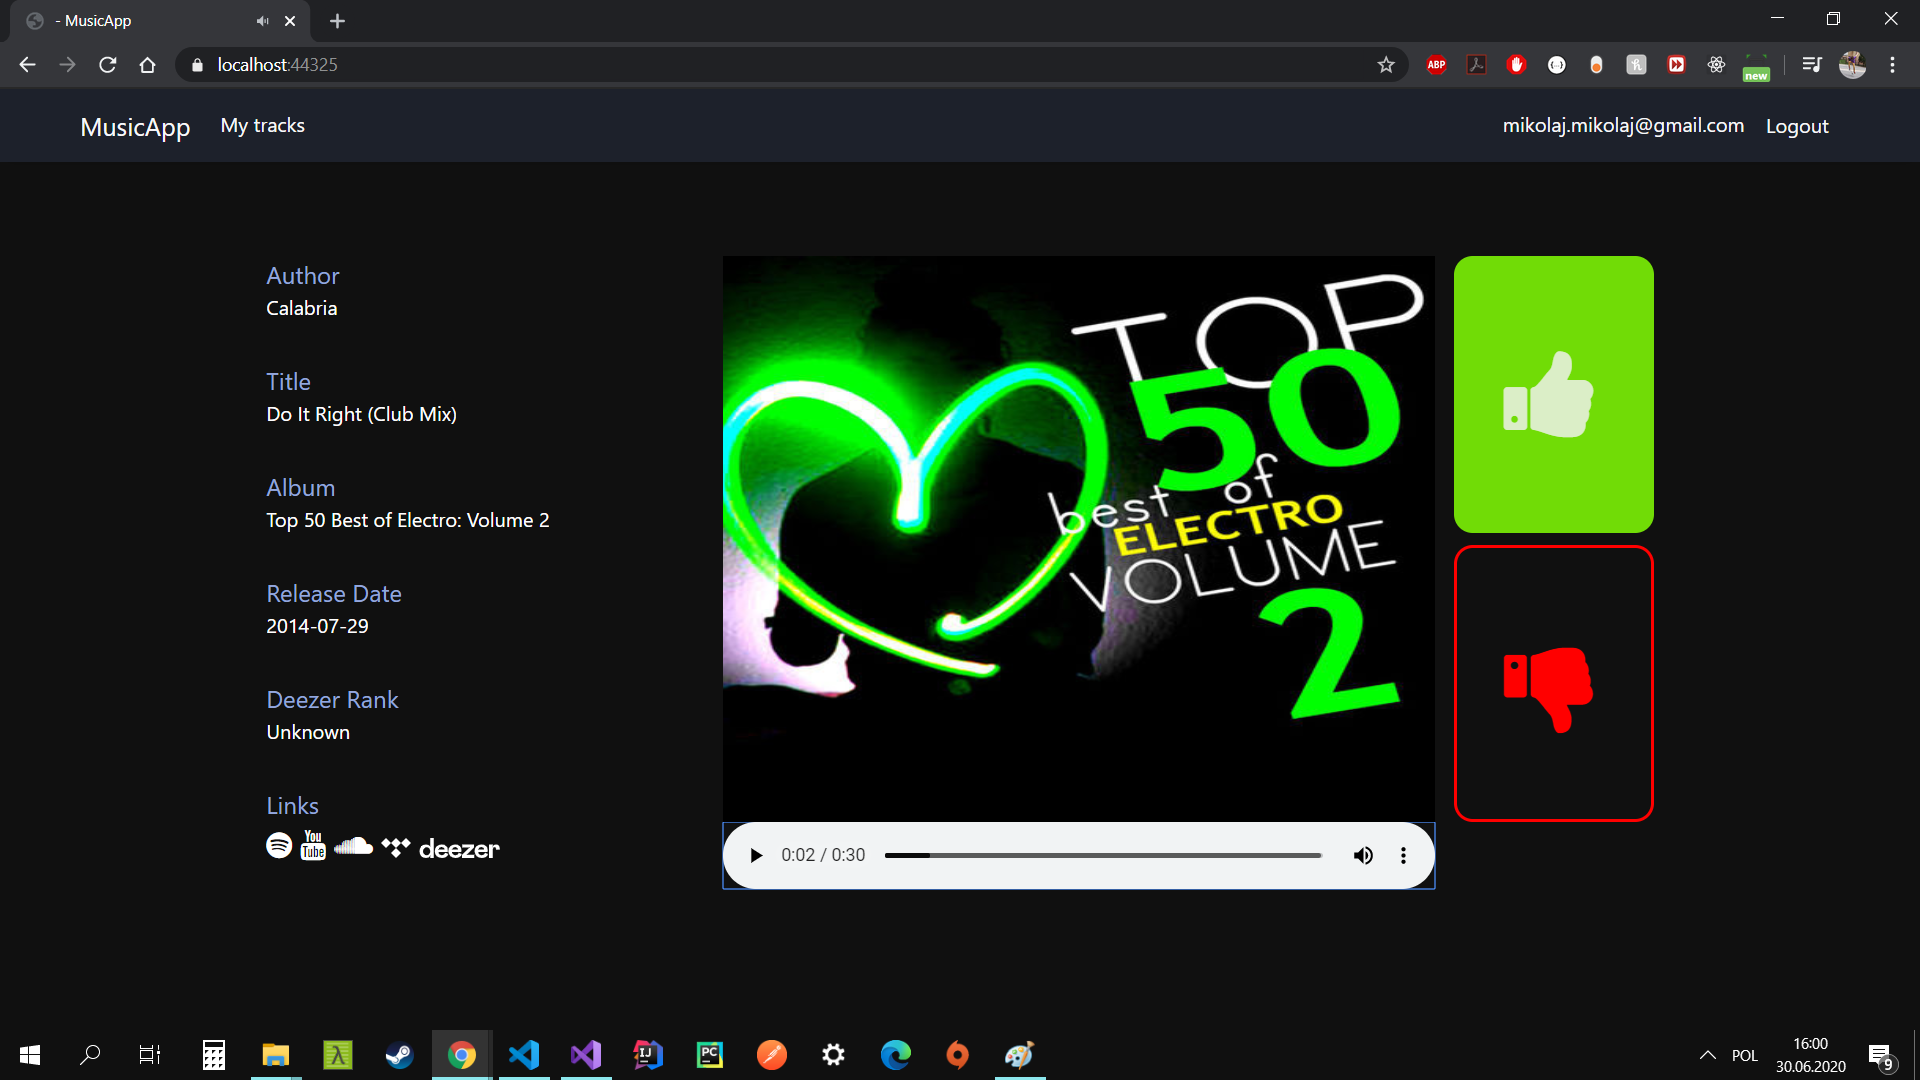 - MusicApp
localhost:44325
ABP
new
MusicApp
My tracks
mikolaj.mikolaj@gmail.com
Logout
Author
Calabria
Title
Do It Right (Club Mix)
Album
Top 50 Best of Electro: Volume 2
Release Date
2014-07-29
Deezer Rank
Unknown
Links
You
Tube
deezer
TOP
50
best of
ELECTRO
VOLUME
2
0:02 / 0:30
IJ
PC
POL
16:00
30.06.2020
9